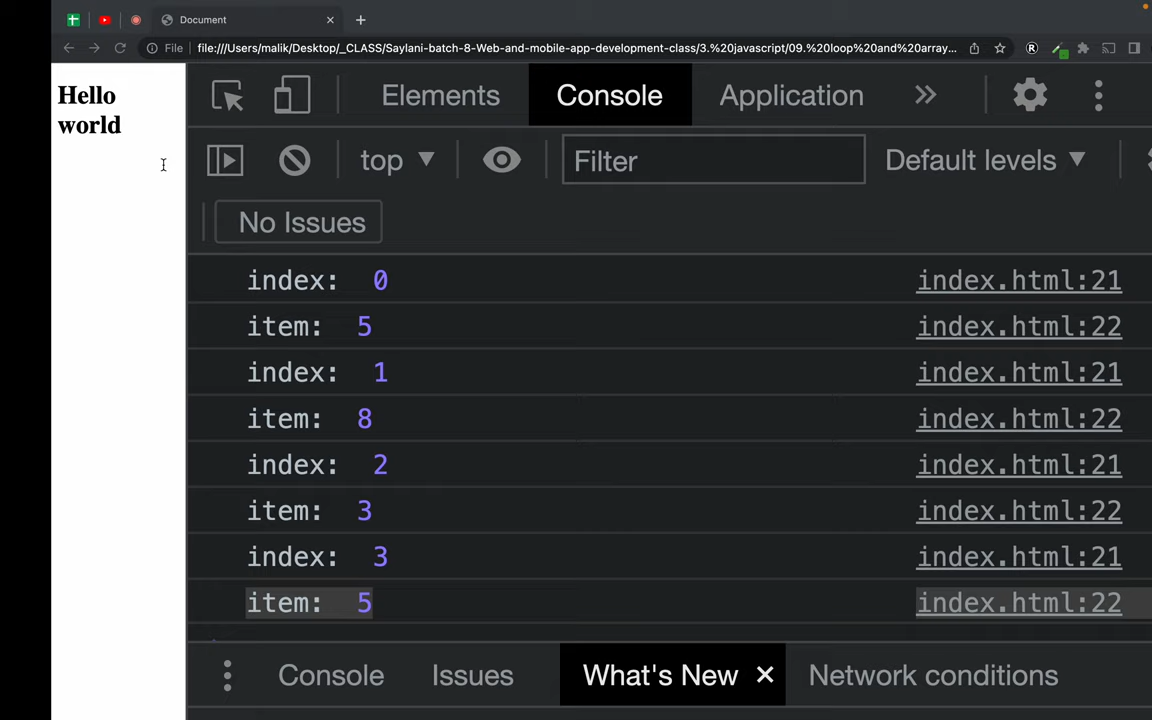 Document
File file:///Users/malik/Desktop/_CLASS/Saylani-batch-8-Web-and-mobile-app-development-class/3.%20javascript/09.%20loop%20and%20array...
Hello
world
Elements Console Application
top Filter Default levels
No Issues
index: 0 index.html:21
item: 5 index.html:22
index: 1 index.html:21
item: 8 index.html:22
index: 2 index.html:21
item: 3 index.html:22
index: 3 index.html:21
item: 5 index.html:22
Console Issues What's New Network conditions